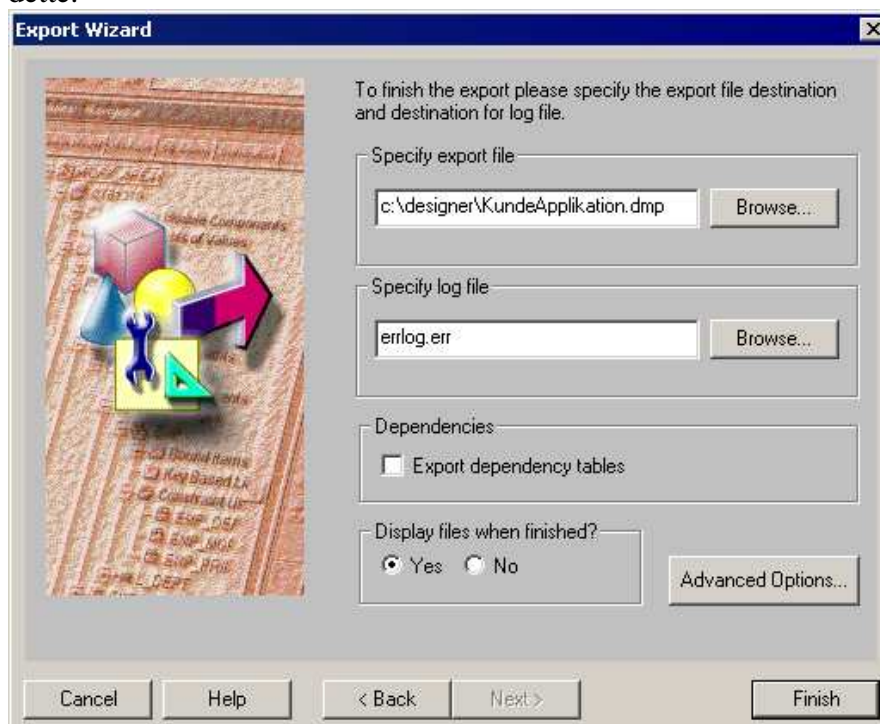 dette.
Export Wizard
To finish the export please specify the export file destination
and destination for log file.
Specify export file
c:\designer\KundeApplikation.dmp
Browse...
Specify log file
errlog.err
Browse...
Dependencies
Export dependency tables
Display files when finished?
Yes
No
Advanced Options...
Cancel
Help
< Back
Next >
Finish